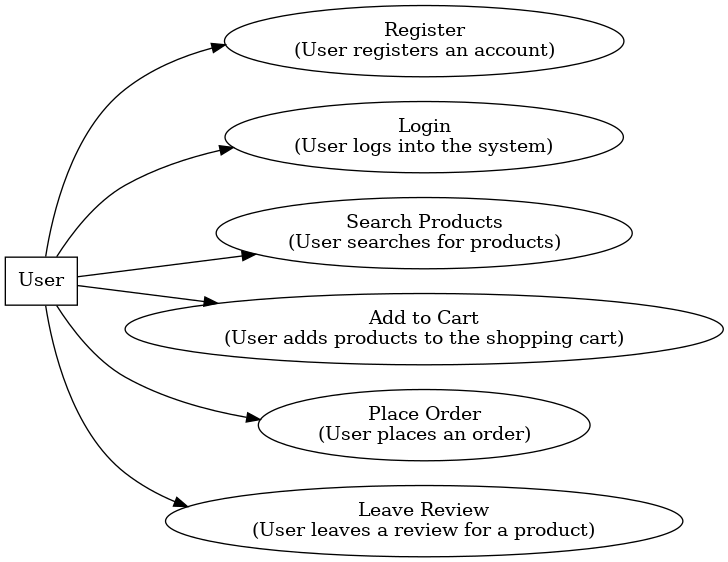 Register
(User registers an account)
Login
(User logs into the system)
Search Products
(User searches for products)
User
Add to Cart
(User adds products to the shopping cart)
Place Order
(User places an order)
Leave Review
(User leaves a review for a product)